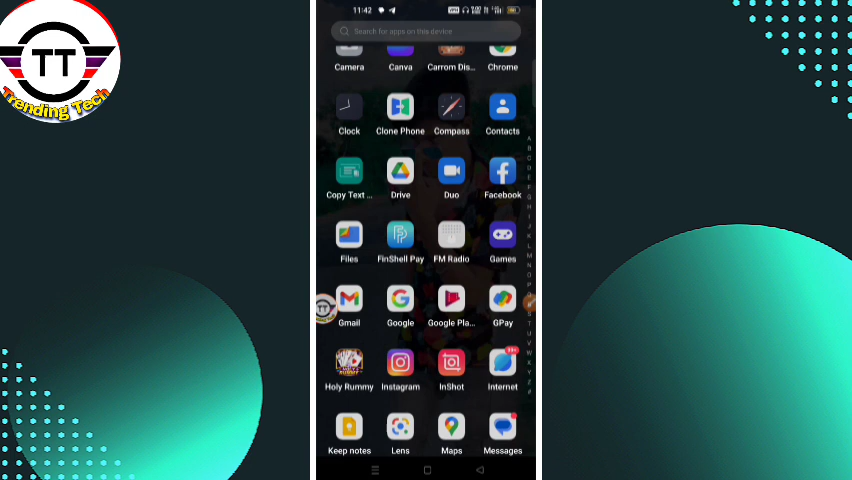 TT
Trending Tech
11:42
Search for apps on this device
Camera Canva Carrom Dis... Chrome
Clock Clone Phone Compass Contacts
Copy Text ... Drive Duo Facebook
Files FinShell Pay FM Radio Games
Gmail Google Google Pla... GPay
Holy Rummy Instagram InShot Internet
Keep notes Lens Maps Messages